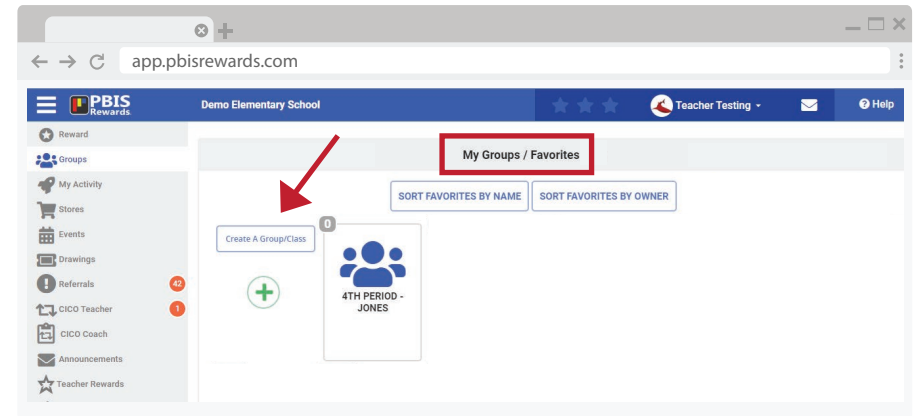 app.pbisrewards.com
PBIS
Rewards
Demo Elementary School
Teacher Testing
Help
Reward
Groups
My Activity
Stores
Events
Drawings
Referrals 42
CICO Teacher 1
CICO Coach
Announcements
Teacher Rewards
My Groups / Favorites
SORT FAVORITES BY NAME SORT FAVORITES BY OWNER
Create A Group/Class
0
4TH PERIOD -
JONES